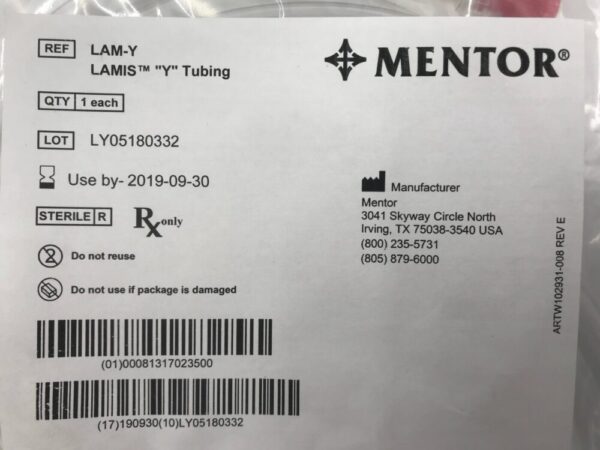 REF LAM-Y
LAMIS™ "Y" Tubing
MENTOR®
QTY 1 each
LOT LY05180332
Use by- 2019-09-30
STERILE R Rx only
Do not reuse
Do not use if package is damaged
Manufacturer
Mentor
3041 Skyway Circle North
Irving, TX 75038-3540 USA
(800) 235-5731
(805) 879-6000
ARTW102931-008 REV E
(01)00081317023500
(17)190930(10)LY05180332